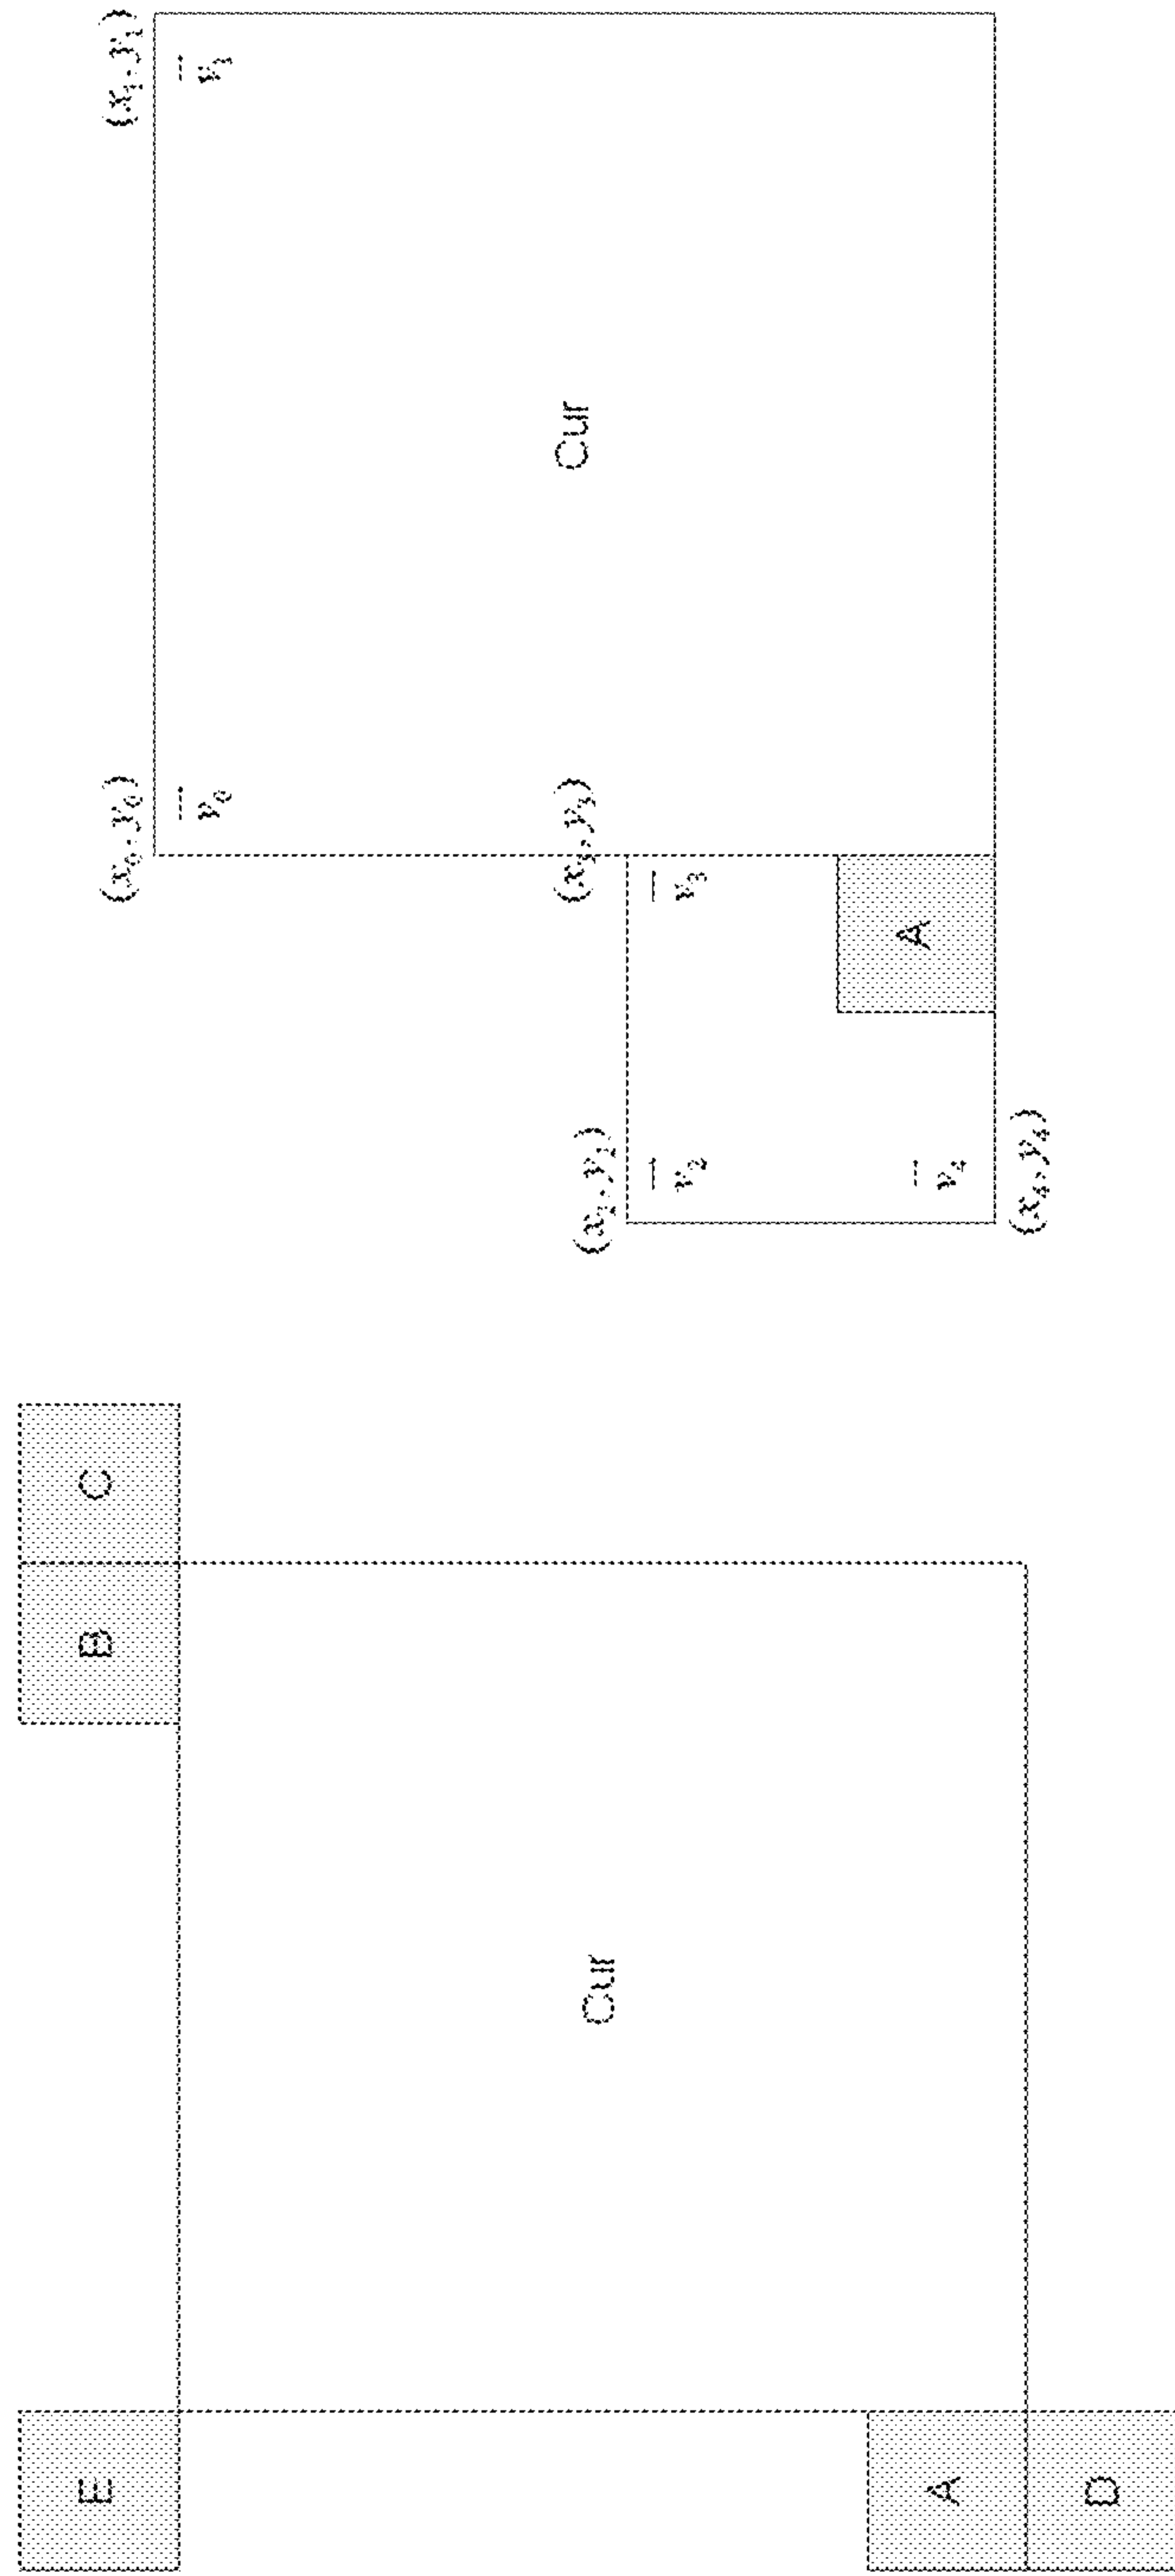 E
B
C
Cur
A
D
(x₀, y₀)
(x₁, y₁)
v₀
v₁
(x₂, y₂)
(x₃, y₃)
Cur
v₂
v₃
v₄
A
(x₄, y₄)